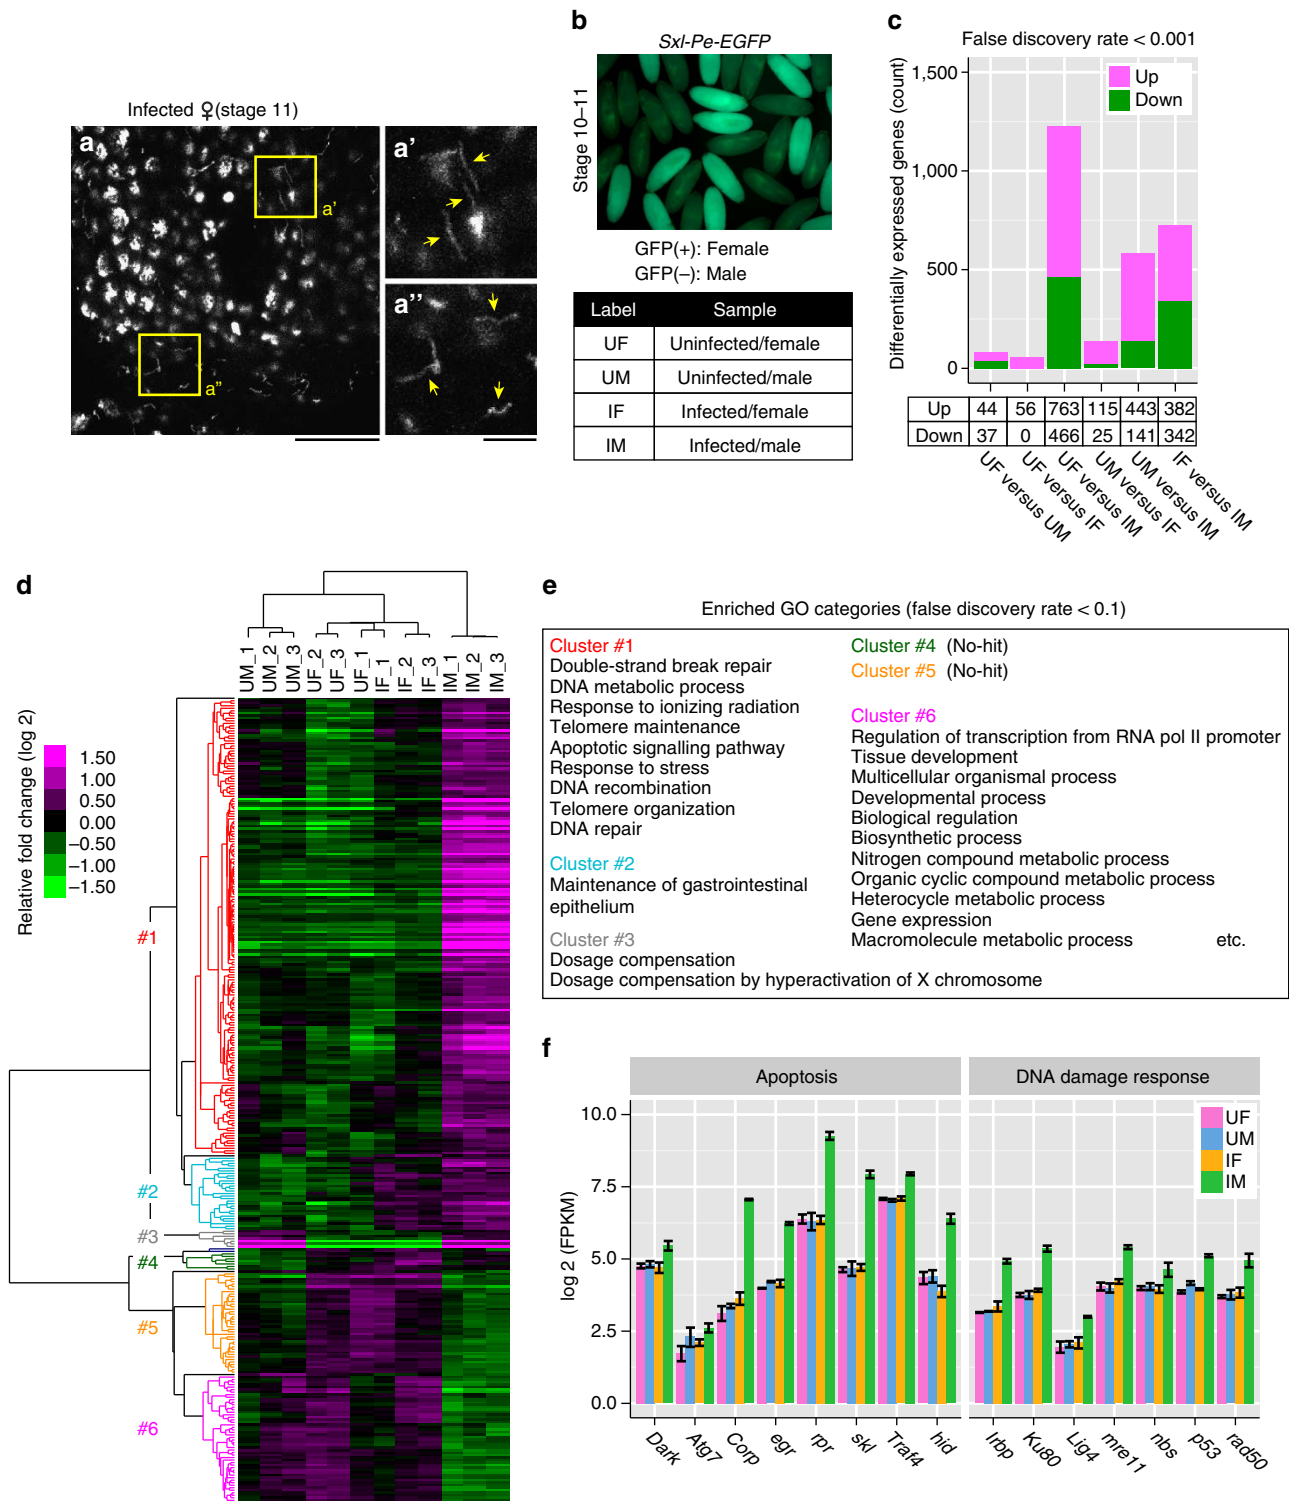 Infected ♀(stage 11)
a
a'
a''
a'
a''
b
Sxl-Pe-EGFP
Stage 10–11
GFP(+): Female
GFP(–): Male
Label Sample
UF Uninfected/female
UM Uninfected/male
IF Infected/female
IM Infected/male
c
False discovery rate < 0.001
Differentially expressed genes (count)
1,500
1,000
500
0
Up
Down
Up 44 56 763 115 443 382
Down 37 0 466 25 141 342
UF versus UM
UF versus IF
UF versus IM
UM versus IF
UM versus IM
IF versus IM
d
UM_1
UM_2
UM_3
UF_2
UF_3
UF_1
IF_1
IF_2
IF_3
IM_1
IM_2
IM_3
Relative fold change (log 2)
1.50
1.00
0.50
0.00
–0.50
–1.00
–1.50
#1
#2
#3
#4
#5
#6
e
Enriched GO categories (false discovery rate < 0.1)
Cluster #1
Double-strand break repair
DNA metabolic process
Response to ionizing radiation
Telomere maintenance
Apoptotic signalling pathway
Response to stress
DNA recombination
Telomere organization
DNA repair
Cluster #2
Maintenance of gastrointestinal
epithelium
Cluster #3
Dosage compensation
Dosage compensation by hyperactivation of X chromosome
Cluster #4 (No-hit)
Cluster #5 (No-hit)
Cluster #6
Regulation of transcription from RNA pol II promoter
Tissue development
Multicellular organismal process
Developmental process
Biological regulation
Biosynthetic process
Nitrogen compound metabolic process
Organic cyclic compound metabolic process
Heterocycle metabolic process
Gene expression
Macromolecule metabolic process etc.
f
Apoptosis
DNA damage response
log 2 (FPKM)
10.0
7.5
5.0
2.5
0.0
UF
UM
IF
IM
Dark
Atg7
Corp
egr
rpr
skl
Traf4
hid
Irbp
Ku80
Lig4
mre11
nbs
p53
rad50